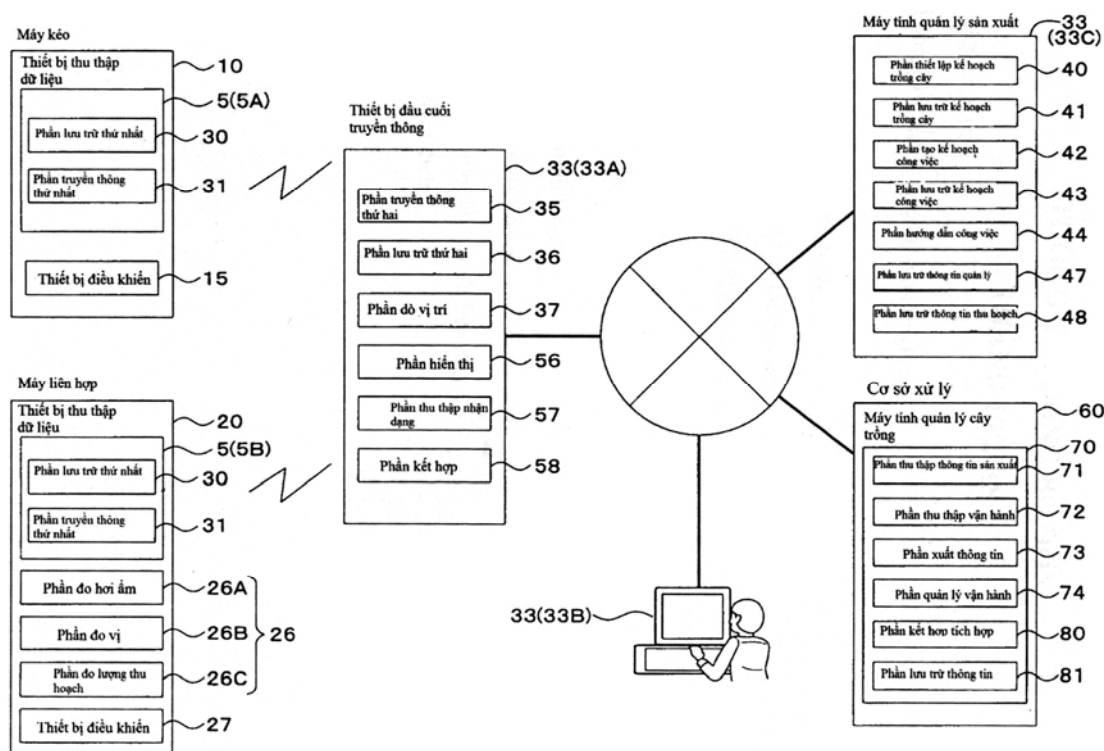 Máy kéo
Thiết bị thu thập
dữ liệu
10
5(5A)
Phần lưu trữ thứ nhất
30
Phần truyền thông
thứ nhất
31
Thiết bị điều khiển
15
Máy liên hợp
Thiết bị thu thập
dữ liệu
20
5(5B)
Phần lưu trữ thứ nhất
30
Phần truyền thông
thứ nhất
31
Phần đo hơi ẩm
26A
Phần đo vị
26B
26
Phần đo lượng thu
hoạch
26C
Thiết bị điều khiển
27
Thiết bị đầu cuối
truyền thông
33(33A)
Phần truyền thông
thứ hai
35
Phần lưu trữ thứ hai
36
Phần dò vị trí
37
Phần hiển thị
56
Phần thu thập nhận
dạng
57
Phần kết hợp
58
33(33B)
Máy tính quản lý sản xuất
33
(33C)
Phần thiết lập kế hoạch
trồng cây
40
Phần lưu trữ kế hoạch
trồng cây
41
Phần tạo kế hoạch
công việc
42
Phần lưu trữ kế hoạch
công việc
43
Phần hướng dẫn công việc
44
Phần lưu trữ thông tin quản lý
47
Phần lưu trữ thông tin thu hoạch
48
Cơ sở xử lý
60
Máy tính quản lý cây
trồng
70
Phần thu thập thông tin sản xuất
71
Phần thu thập vận hành
72
Phần xuất thông tin
73
Phần quản lý vận hành
74
Phần kết hợp tích hợp
80
Phần lưu trữ thông tin
81